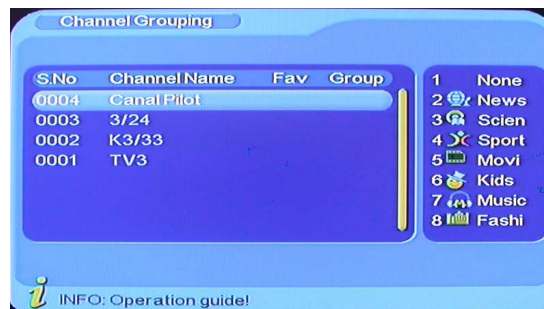 Channel Grouping
S.No Channel Name Fav Group
0004 Canal Pilot
0003 3/24
0002 K3/33
0001 TV3
1 None
2 News
3 Scien
4 Sport
5 Movi
6 Kids
7 Music
8 Fashi
INFO: Operation guide!